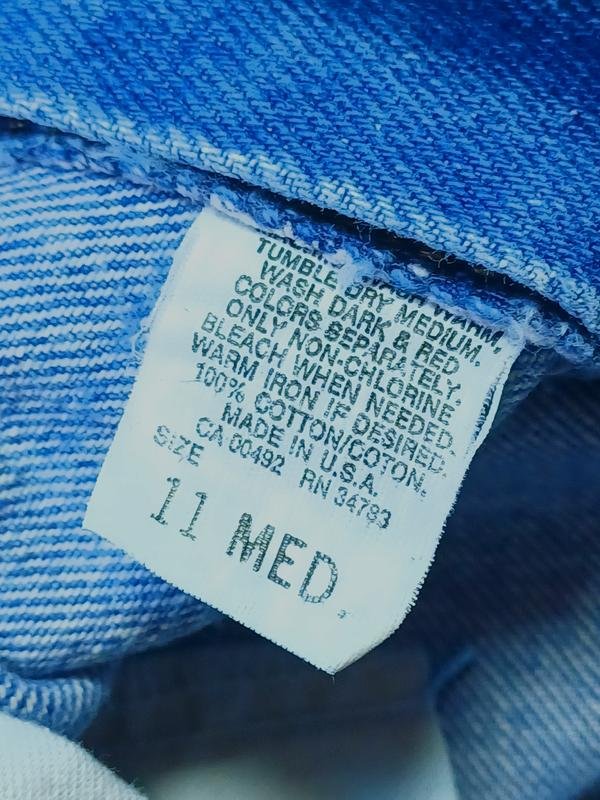 WARM,
TUMBLE DRY MEDIUM.
WASH DARK & RED
COLORS SEPARATELY.
ONLY NON-CHLORINE
BLEACH WHEN NEEDED.
WARM IRON IF DESIRED.
100% COTTON/COTON.
MADE IN U.S.A.
CA 00492 RN 34783
SIZE
11 MED.